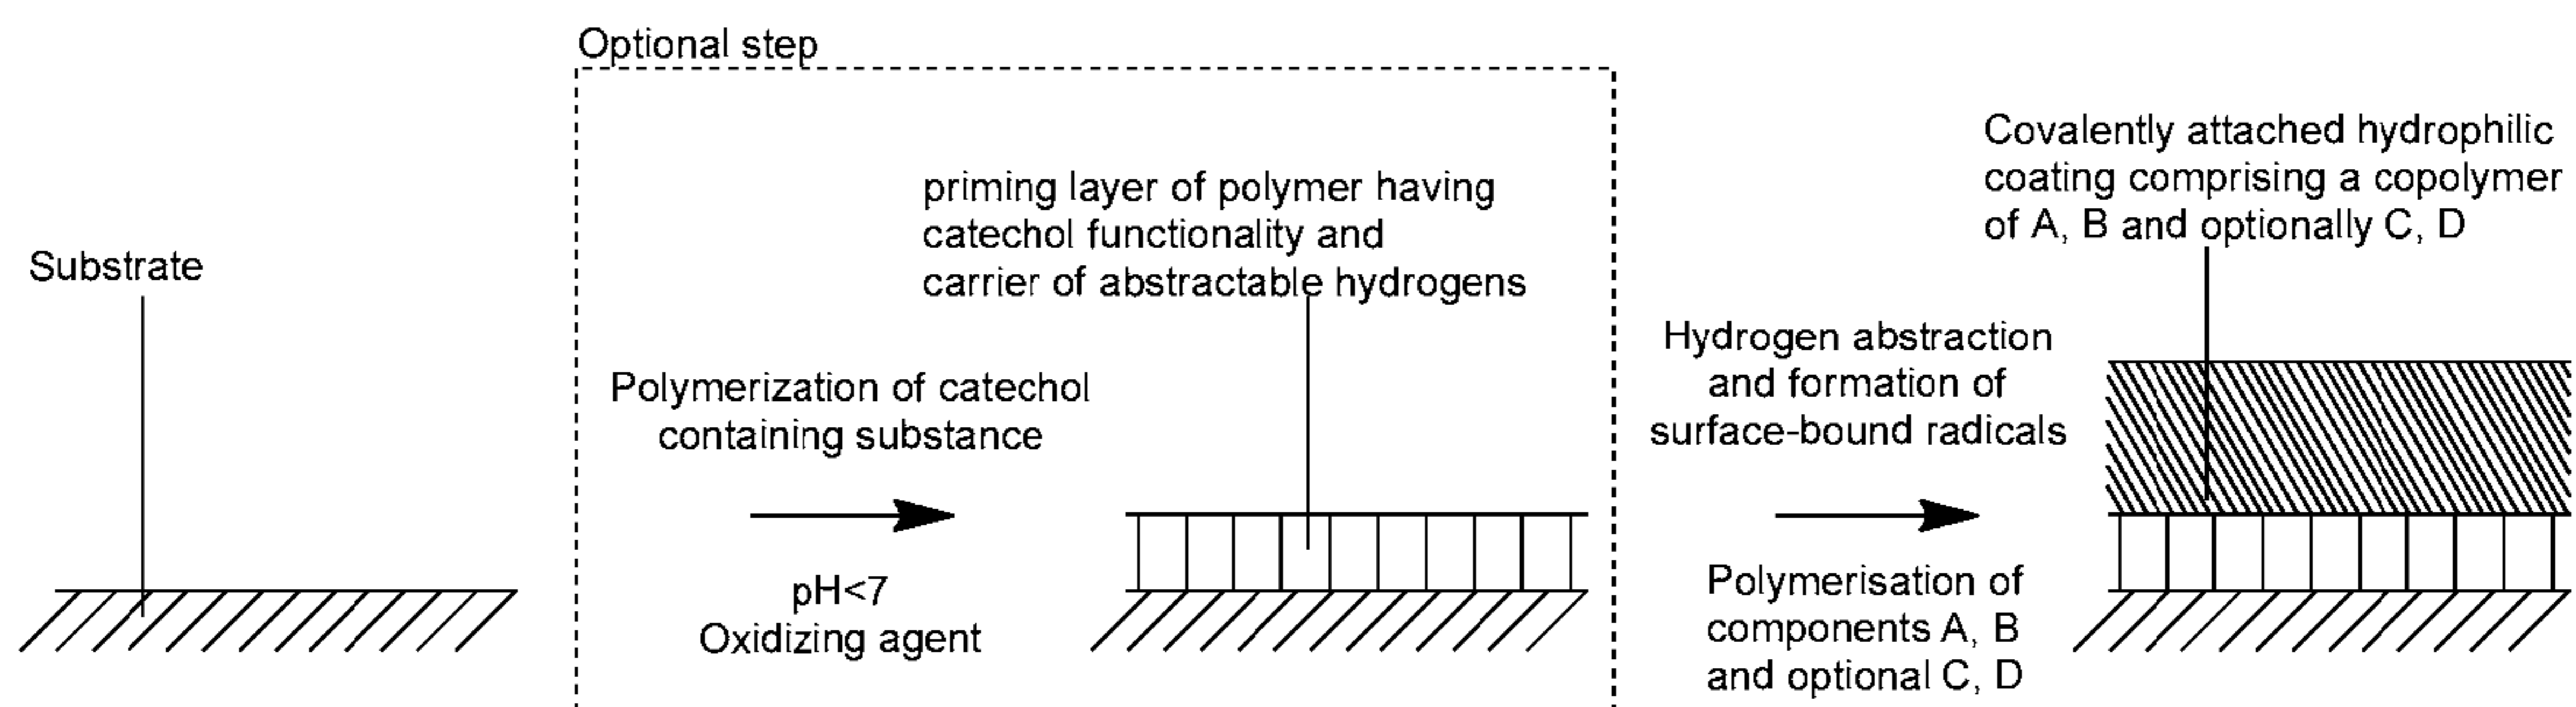 Optional step
Substrate
priming layer of polymer having
catechol functionality and
carrier of abstractable hydrogens
Polymerization of catechol
containing substance
pH<7
Oxidizing agent
Covalently attached hydrophilic
coating comprising a copolymer
of A, B and optionally C, D
Hydrogen abstraction
and formation of
surface-bound radicals
Polymerisation of
components A, B
and optional C, D